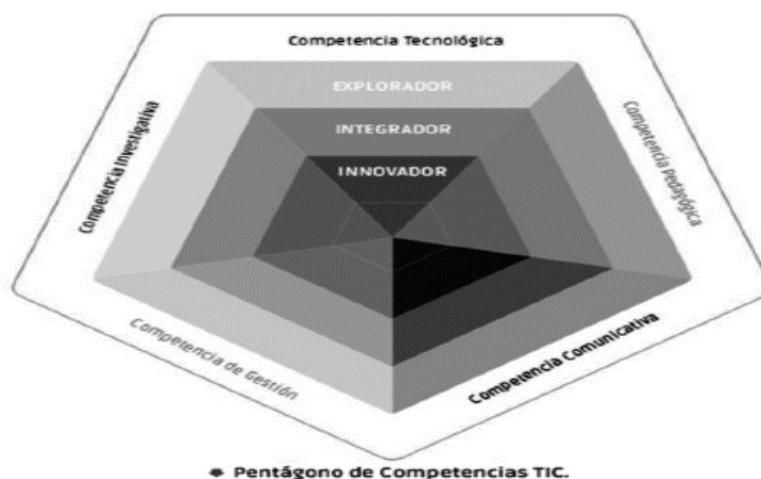 Competencia Tecnológica
EXPLORADOR
INTEGRADOR
INNOVADOR
Competencia Investigativa
Competencia Pedagógica
Competencia de Gestión
Competencia Comunicativa
Pentágono de Competencias TIC.